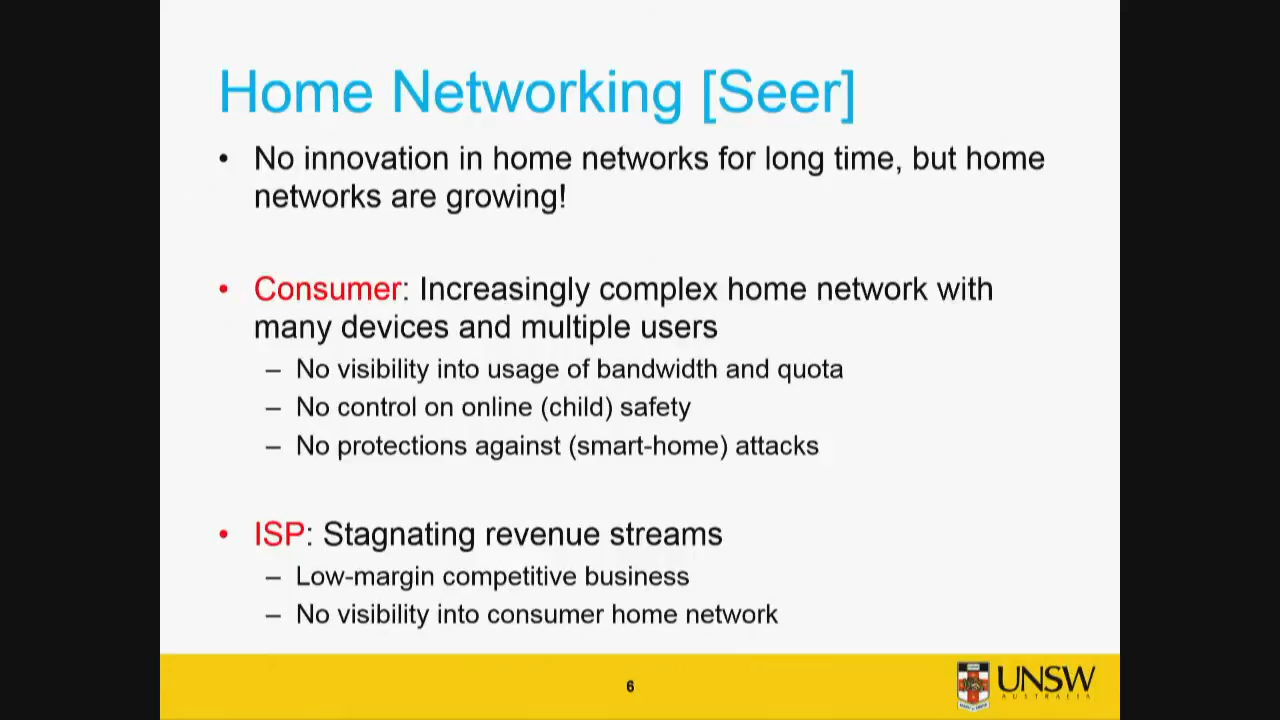 Home Networking [Seer]
• No innovation in home networks for long time, but home
networks are growing!
• Consumer: Increasingly complex home network with
many devices and multiple users
– No visibility into usage of bandwidth and quota
– No control on online (child) safety
– No protections against (smart-home) attacks
• ISP: Stagnating revenue streams
– Low-margin competitive business
– No visibility into consumer home network
6
UNSW
AUSTRALIA